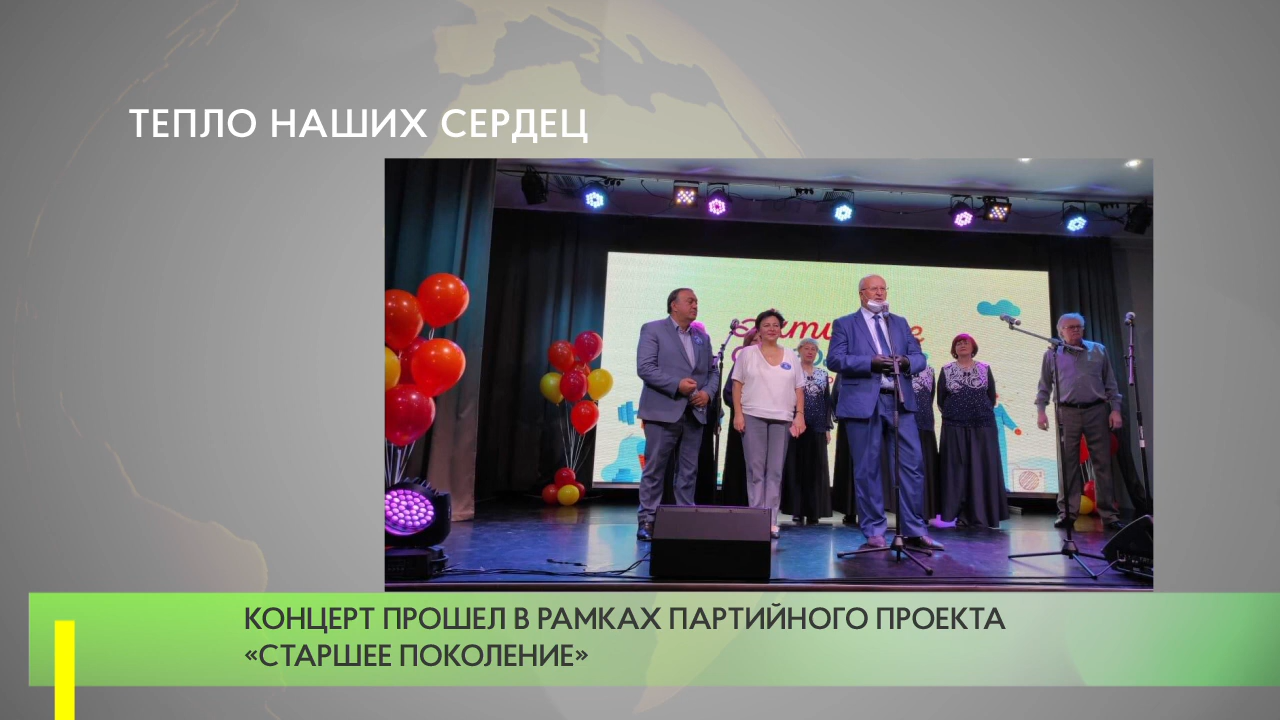 ТЕПЛО НАШИХ СЕРДЕЦ
КОНЦЕРТ ПРОШЕЛ В РАМКАХ ПАРТИЙНОГО ПРОЕКТА
«СТАРШЕЕ ПОКОЛЕНИЕ»